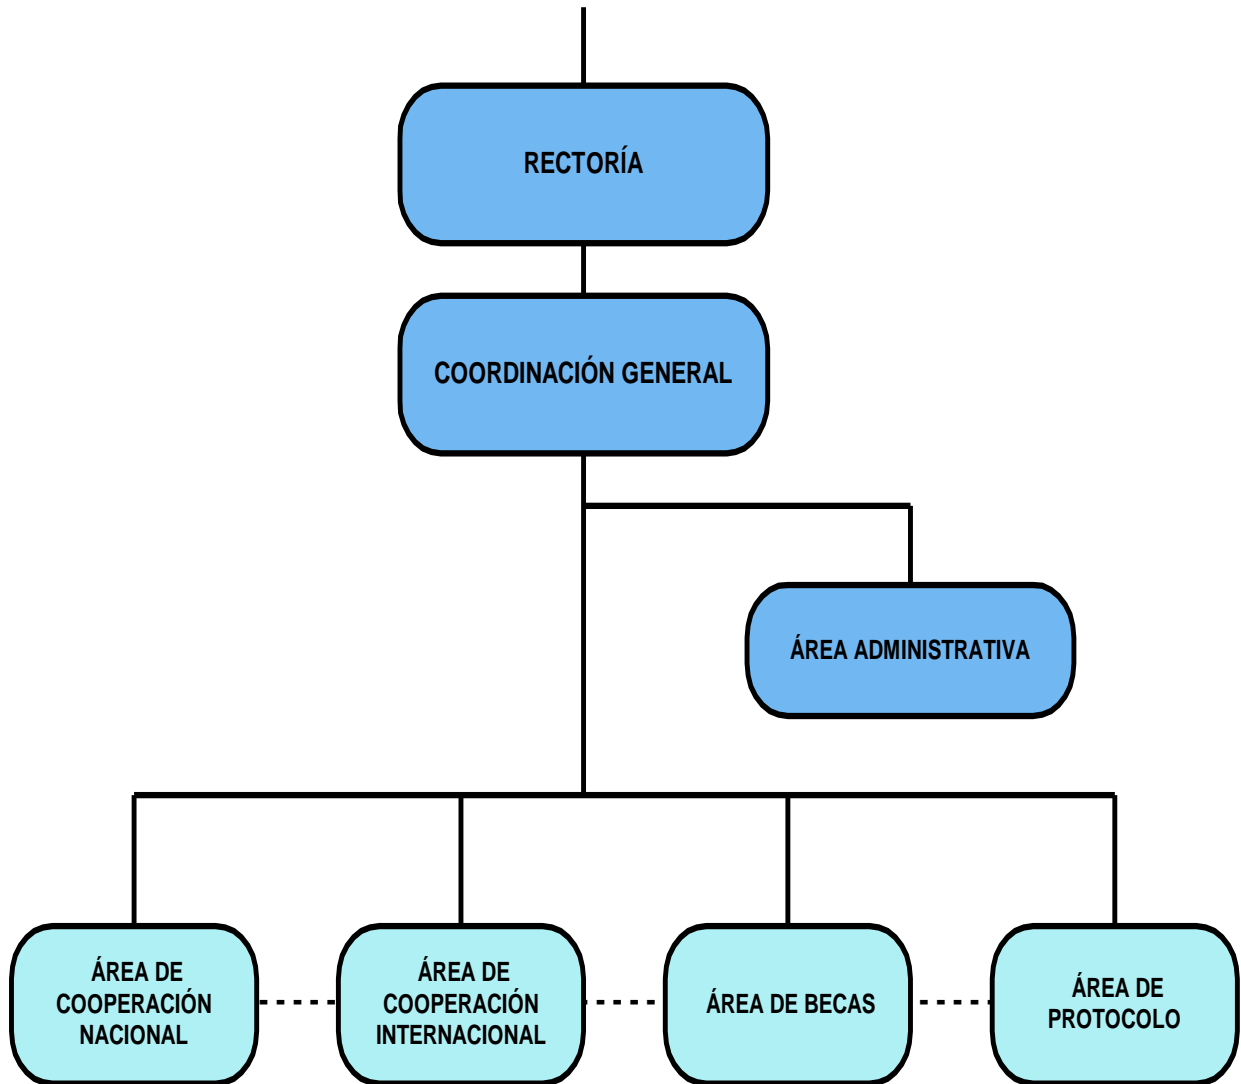 RECTORÍA
COORDINACIÓN GENERAL
ÁREA ADMINISTRATIVA
ÁREA DE
COOPERACIÓN
NACIONAL
ÁREA DE
COOPERACIÓN
INTERNACIONAL
ÁREA DE BECAS
ÁREA DE
PROTOCOLO